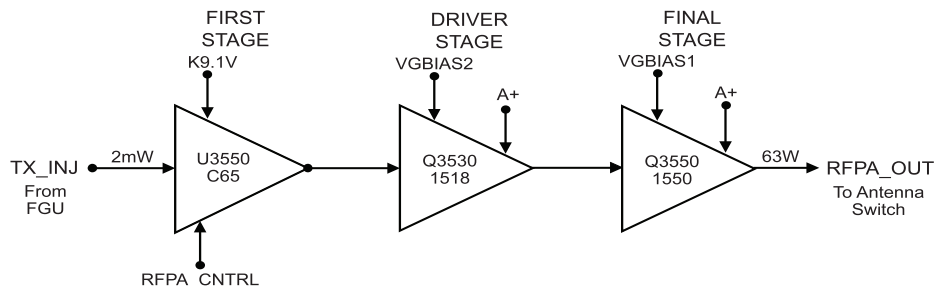 FIRST
STAGE
K9.1V
DRIVER
STAGE
VGBIAS2
A+
FINAL
STAGE
VGBIAS1
A+
TX_INJ
From
FGU
2mW
U3550
C65
RFPA CNTRL
Q3530
1518
Q3550
1550
63W
RFPA_OUT
To Antenna
Switch